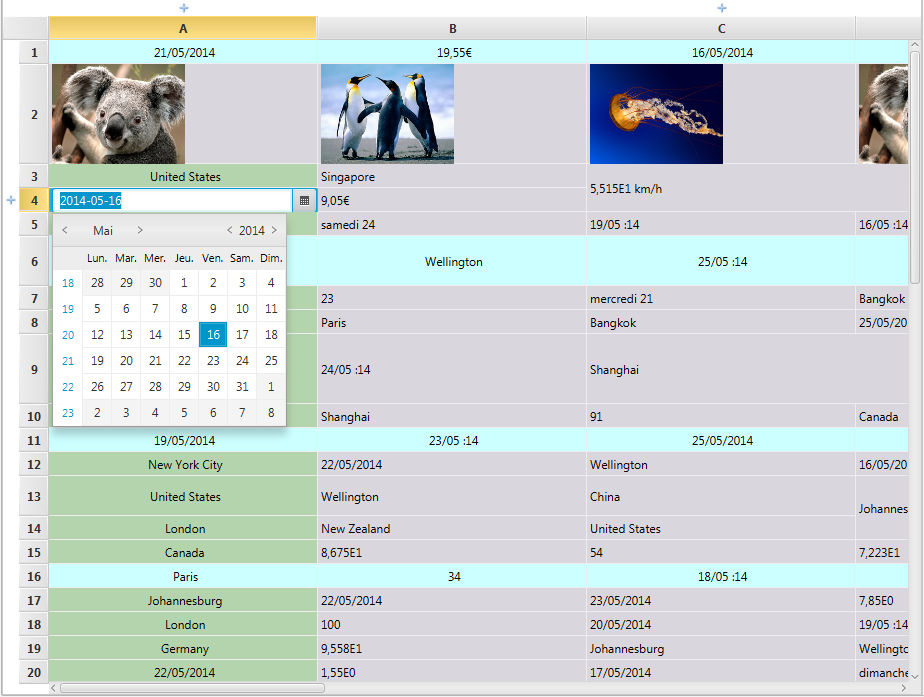 A B C
1 21/05/2014 19,55€ 16/05/2014
2
3 United States Singapore
5,515E1 km/h
4 2014-05-16 9,05€
5 samedi 24 19/05 :14 16/05 :14
< Mai > < 2014 >
Lun. Mar. Mer. Jeu. Ven. Sam. Dim.
6 Wellington 25/05 :14
18 28 29 30 1 2 3 4
7 23 mercredi 21 Bangkok
19 5 6 7 8 9 10 11
8 Paris Bangkok 25/05/20
20 12 13 14 15 16 17 18
21 19 20 21 22 23 24 25
9 24/05 :14 Shanghai
22 26 27 28 29 30 31 1
23 2 3 4 5 6 7 8
10 Shanghai 91 Canada
11 19/05/2014 23/05 :14 25/05/2014
12 New York City 22/05/2014 Wellington 16/05/20
13 United States Wellington China
Johannes
14 London New Zealand United States
15 Canada 8,675E1 54 7,223E1
16 Paris 34 18/05 :14
17 Johannesburg 22/05/2014 23/05/2014 7,85E0
18 London 100 20/05/2014 19/05 :14
19 Germany 9,558E1 Johannesburg Wellingto
20 22/05/2014 1,55E0 17/05/2014 dimanche